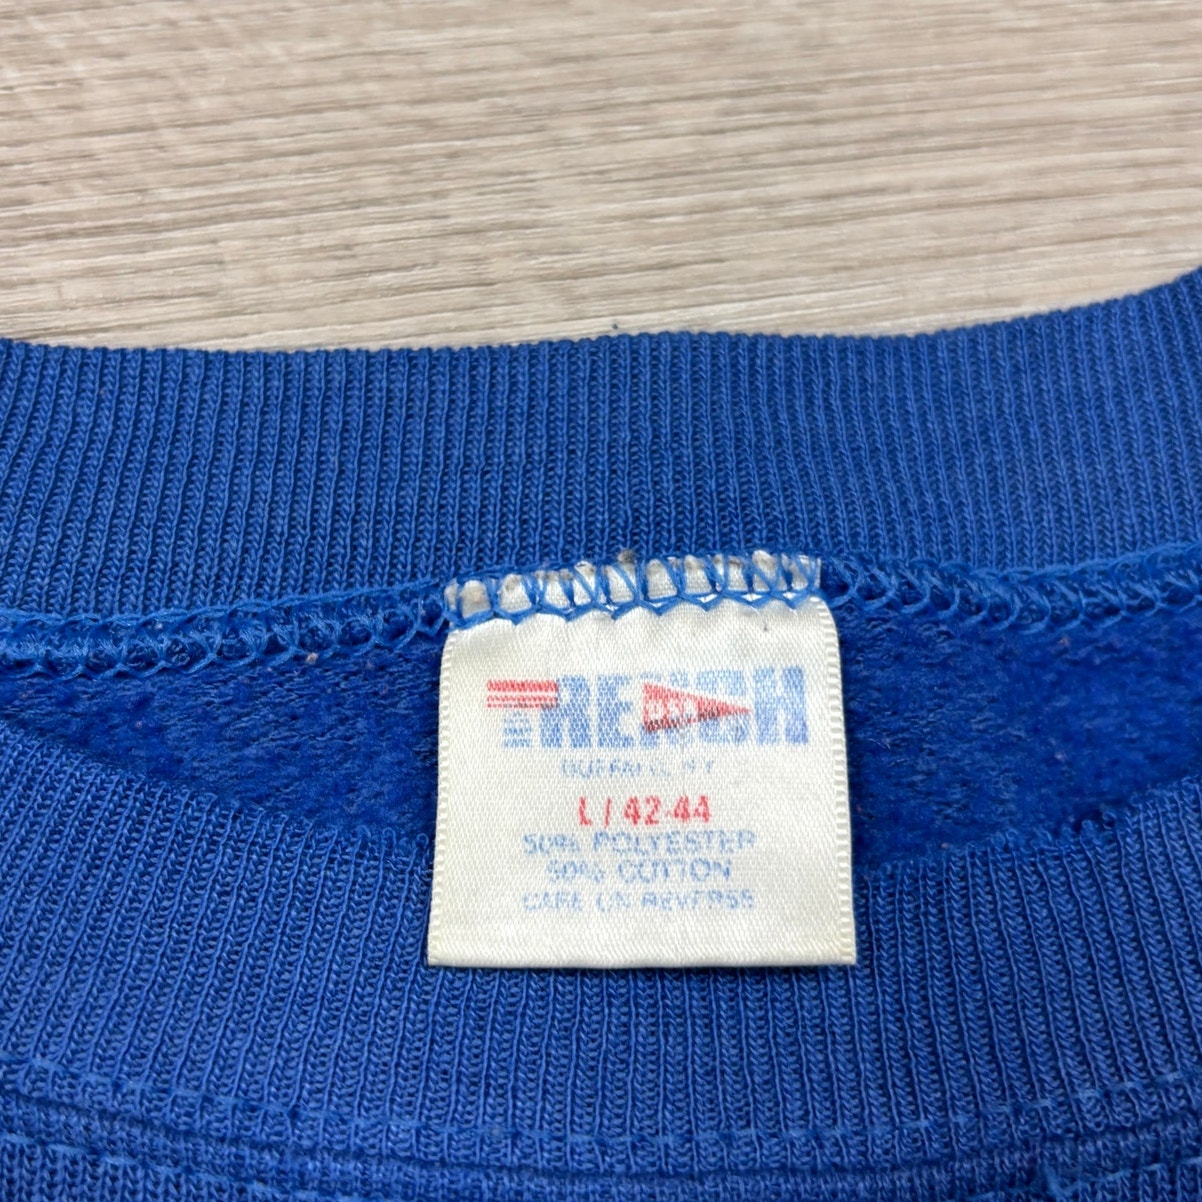 TRENCH
BUFFALO, NY
L / 42-44
50% POLYESTER
50% COTTON
CARE ON REVERSE